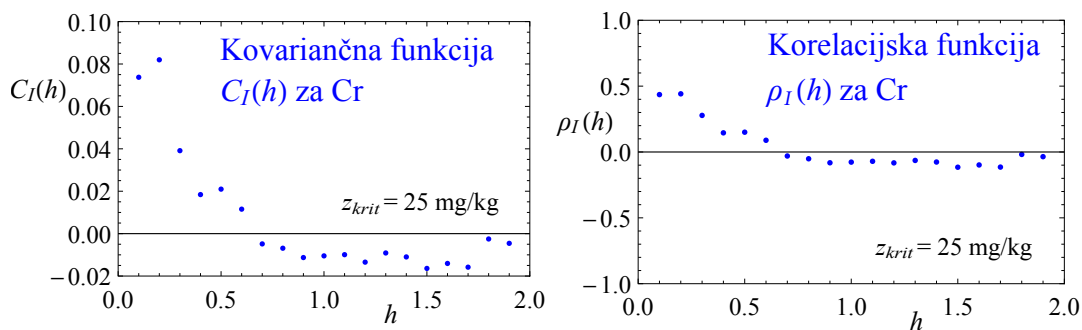 Kovariančna funkcija
C_I(h) za Cr
C_I(h)
z_krit = 25 mg/kg
0.10
0.08
0.06
0.04
0.02
0.00
−0.02
0.0 0.5 1.0 1.5 2.0
h
Korelacijska funkcija
ρ_I(h) za Cr
ρ_I(h)
z_krit = 25 mg/kg
1.0
0.5
0.0
−0.5
−1.0
0.0 0.5 1.0 1.5 2.0
h